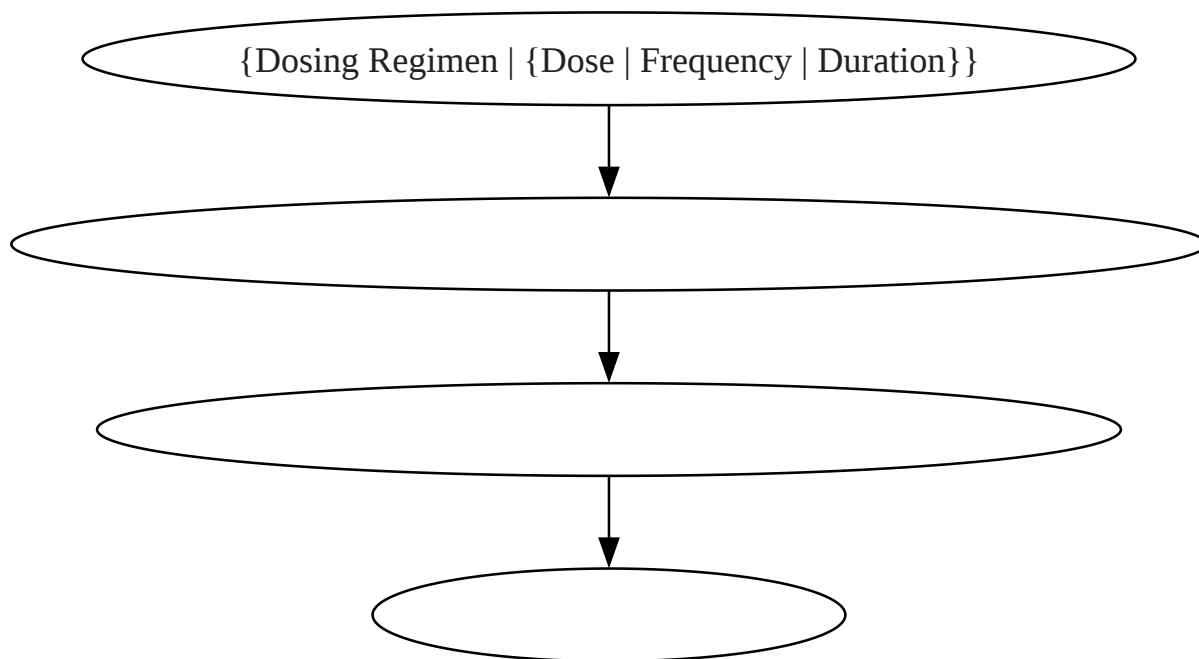 {Dosing Regimen | {Dose | Frequency | Duration}}